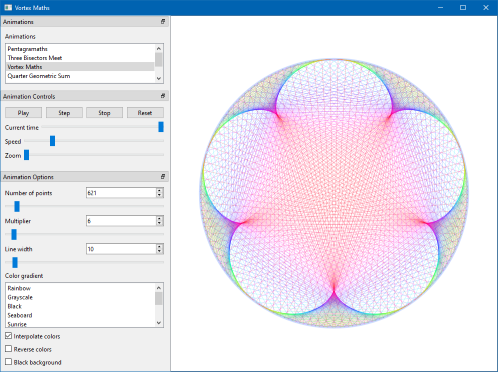 Vortex Maths
Animations
Animations
Pentagramaths
Three Bisectors Meet
Vortex Maths
Quarter Geometric Sum
Animation Controls
Play Step Stop Reset
Current time
Speed
Zoom
Animation Options
Number of points 621
Multiplier 6
Line width 10
Color gradient
Rainbow
Grayscale
Black
Seaboard
Sunrise
Interpolate colors
Reverse colors
Black background